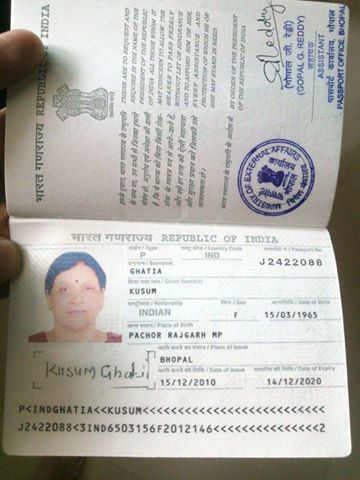 भारत गणराज्य REPUBLIC OF INDIA
THESE ARE TO REQUEST AND
REQUIRE IN THE NAME OF THE
PRESIDENT OF THE REPUBLIC
OF INDIA ALL THOSE WHOM IT
MAY CONCERN TO ALLOW THE
BEARER TO PASS FREELY
WITHOUT LET OR HINDRANCE,
AND TO AFFORD HIM OR HER,
EVERY ASSISTANCE AND
PROTECTION OF WHICH HE OR
SHE MAY STAND IN NEED.
BY ORDER OF THE PRESIDENT
OF THE REPUBLIC OF INDIA
(गोपाल जी. रेड्डी)
(GOPAL G. REDDY)
सहायक
ASSISTANT
पासपोर्ट कार्यालय, भोपाल
PASSPORT OFFICE, BHOPAL
MINISTRY OF EXTERNAL AFFAIRS
भारत गणराज्य REPUBLIC OF INDIA
टाईप / Type
राष्ट्र कोड / Country Code
पासपोर्ट नं. / Passport No.
P
IND
J2422088
उपनाम / Surname
GHATIA
दिया गया नाम / Given Name(s)
KUSUM
राष्ट्रीयता / Nationality
लिंग / Sex
जन्मतिथि / Date of Birth
INDIAN
F
15/03/1965
जन्म स्थान / Place of Birth
PACHOR RAJGARH MP
जारी करने का स्थान / Place of Issue
BHOPAL
जारी करने की तिथि / Date of Issue
समाप्ति की तिथि / Date of Expiry
15/12/2010
14/12/2020
Kusum Ghati
P<INDGHATIA<<KUSUM<<<<<<<<<<<<<<<<<<<<<<<<<<
J2422088<3IND6503156F2012146<<<<<<<<<<<<<<2